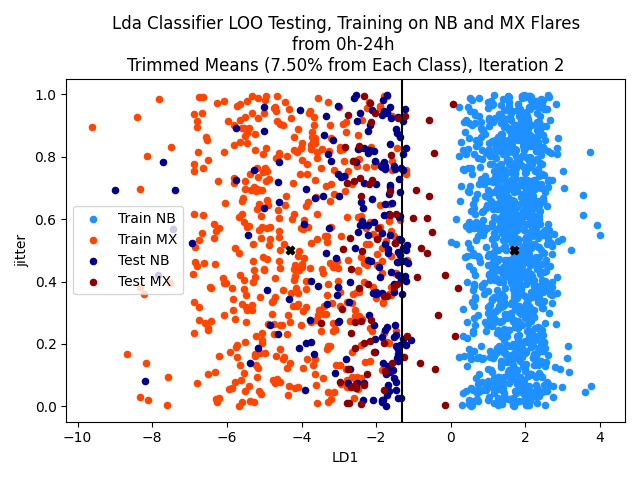 Lda Classifier LOO Testing, Training on NB and MX Flares
from 0h-24h
Trimmed Means (7.50% from Each Class), Iteration 2
1.0
0.8
0.6
0.4
0.2
0.0
jitter
Train NB
Train MX
Test NB
Test MX
−10
−8
−6
−4
−2
0
2
4
LD1